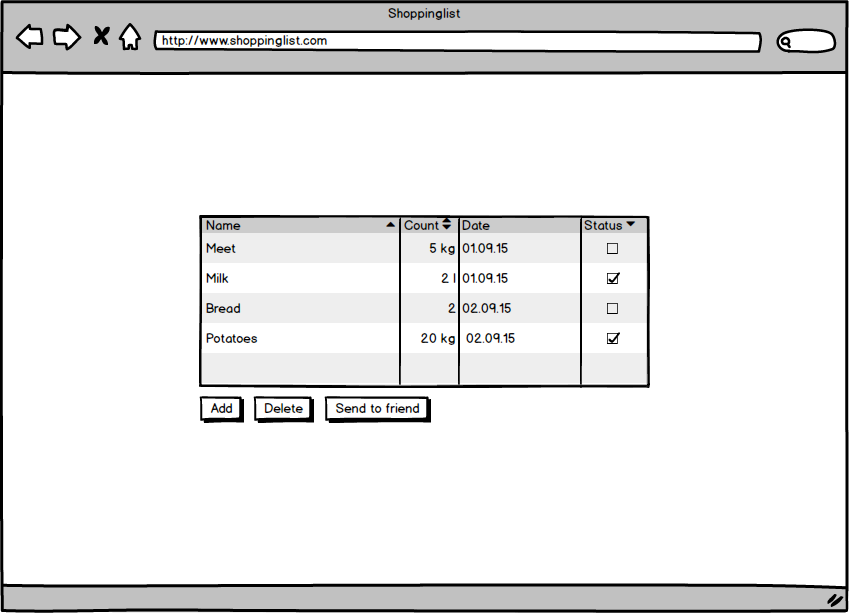 Shoppinglist
http://www.shoppinglist.com
Name Count Date Status
Meet 5 kg 01.09.15
Milk 2 l 01.09.15
Bread 2 02.09.15
Potatoes 20 kg 02.09.15
Add Delete Send to friend